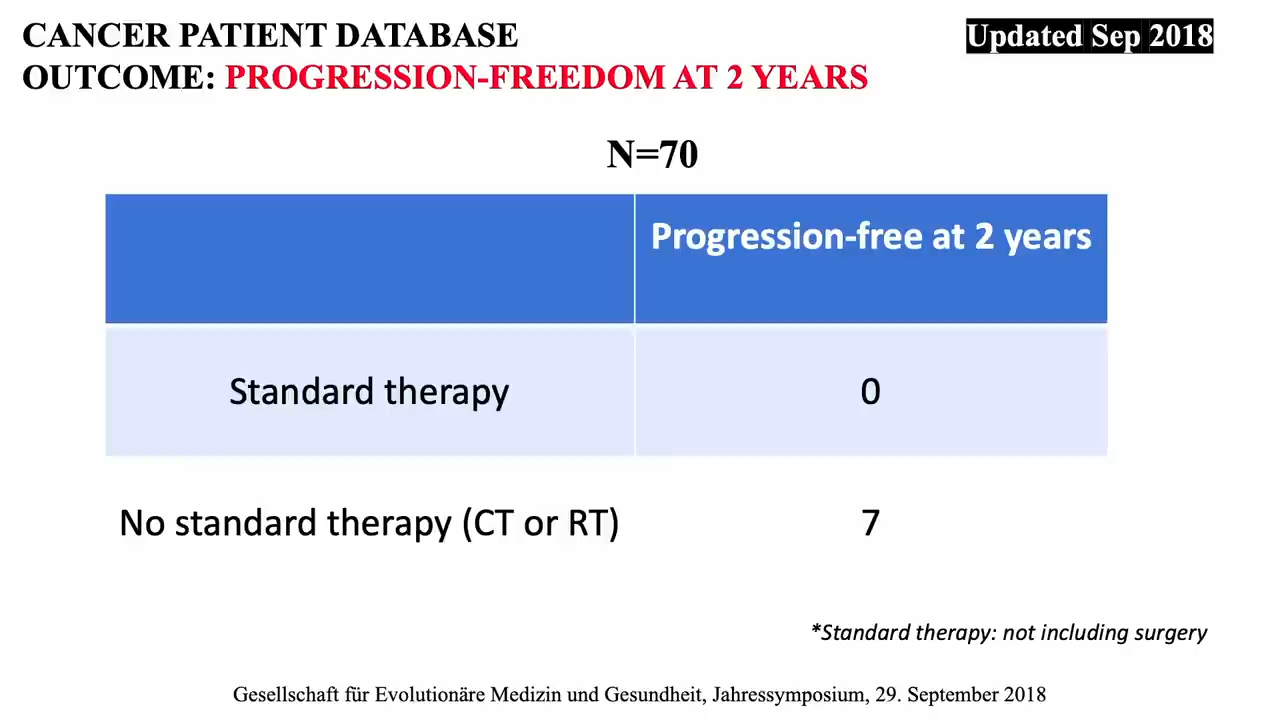 CANCER PATIENT DATABASE
Updated Sep 2018
OUTCOME: PROGRESSION-FREEDOM AT 2 YEARS
N=70
Progression-free at 2 years
Standard therapy 0
No standard therapy (CT or RT) 7
*Standard therapy: not including surgery
Gesellschaft für Evolutionäre Medizin und Gesundheit, Jahressymposium, 29. September 2018